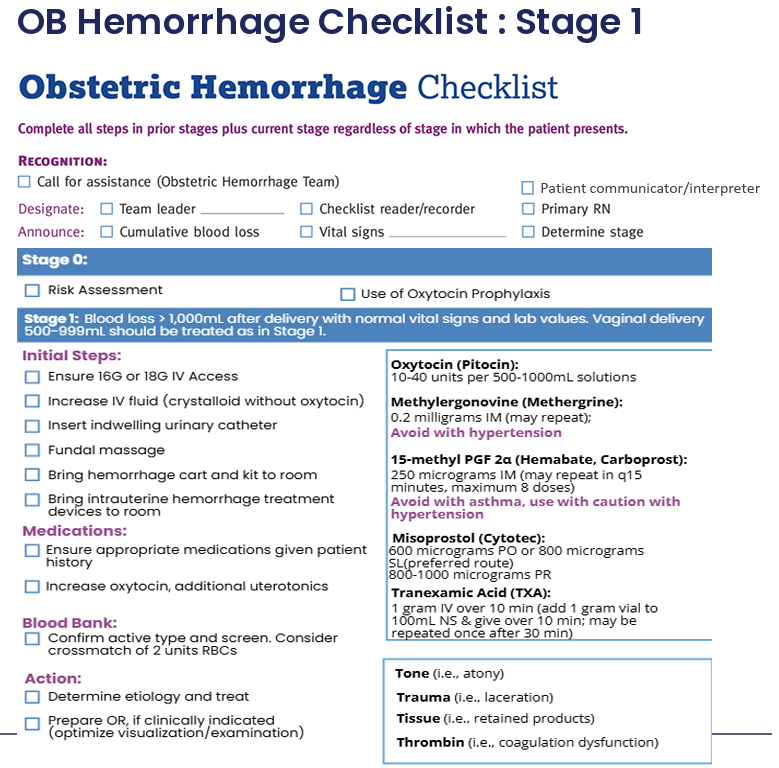 OB Hemorrhage Checklist : Stage 1
Obstetric Hemorrhage Checklist
Complete all steps in prior stages plus current stage regardless of stage in which the patient presents.
RECOGNITION:
Call for assistance (Obstetric Hemorrhage Team)
Patient communicator/interpreter
Designate: Team leader Checklist reader/recorder Primary RN
Announce: Cumulative blood loss Vital signs Determine stage
Stage 0:
Risk Assessment
Use of Oxytocin Prophylaxis
Stage 1: Blood loss > 1,000mL after delivery with normal vital signs and lab values. Vaginal delivery
500-999mL should be treated as in Stage 1.
Initial Steps:
Ensure 16G or 18G IV Access
Increase IV fluid (crystalloid without oxytocin)
Insert indwelling urinary catheter
Fundal massage
Bring hemorrhage cart and kit to room
Bring intrauterine hemorrhage treatment
devices to room
Medications:
Ensure appropriate medications given patient
history
Increase oxytocin, additional uterotonics
Blood Bank:
Confirm active type and screen. Consider
crossmatch of 2 units RBCs
Action:
Determine etiology and treat
Prepare OR, if clinically indicated
(optimize visualization/examination)
Oxytocin (Pitocin):
10-40 units per 500-1000mL solutions
Methylergonovine (Methergrine):
0.2 milligrams IM (may repeat);
Avoid with hypertension
15-methyl PGF 2α (Hemabate, Carboprost):
250 micrograms IM (may repeat in q15
minutes, maximum 8 doses)
Avoid with asthma, use with caution with
hypertension
Misoprostol (Cytotec):
600 micrograms PO or 800 micrograms
SL(preferred route)
800-1000 micrograms PR
Tranexamic Acid (TXA):
1 gram IV over 10 min (add 1 gram vial to
100mL NS & give over 10 min; may be
repeated once after 30 min)
Tone (i.e., atony)
Trauma (i.e., laceration)
Tissue (i.e., retained products)
Thrombin (i.e., coagulation dysfunction)